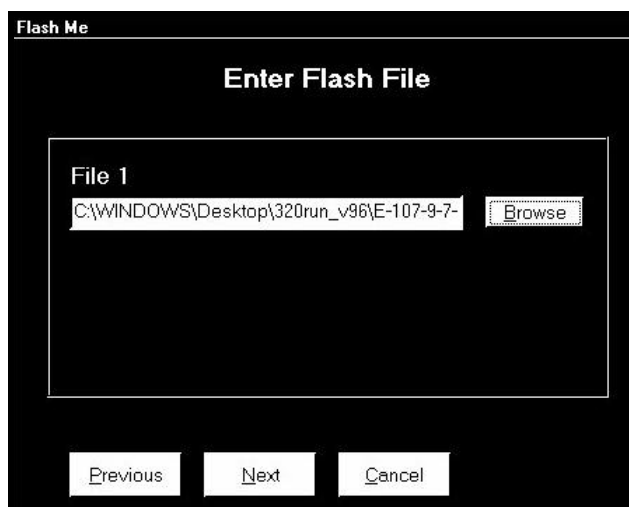 Flash Me
Enter Flash File
File 1
C:\WINDOWS\Desktop\320run_v96\E-107-9-7-
Browse
Previous Next Cancel